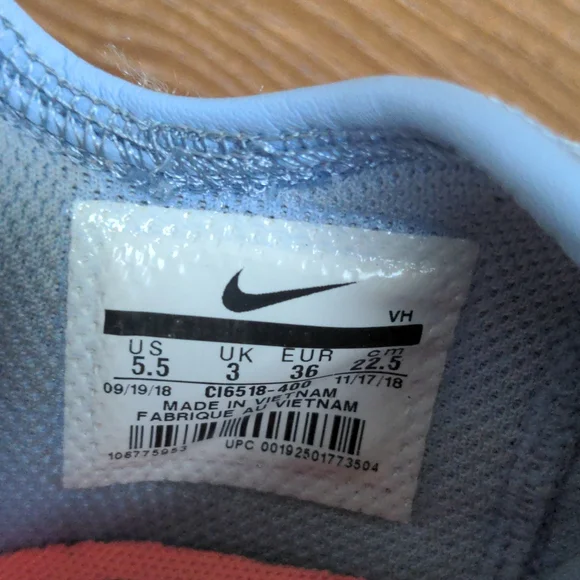 VH
US UK EUR cm
5.5 3 36 22.5
09/19/18 CI6518-400 11/17/18
MADE IN VIETNAM
FABRIQUE AU VIETNAM
106775953 UPC 00192501773504